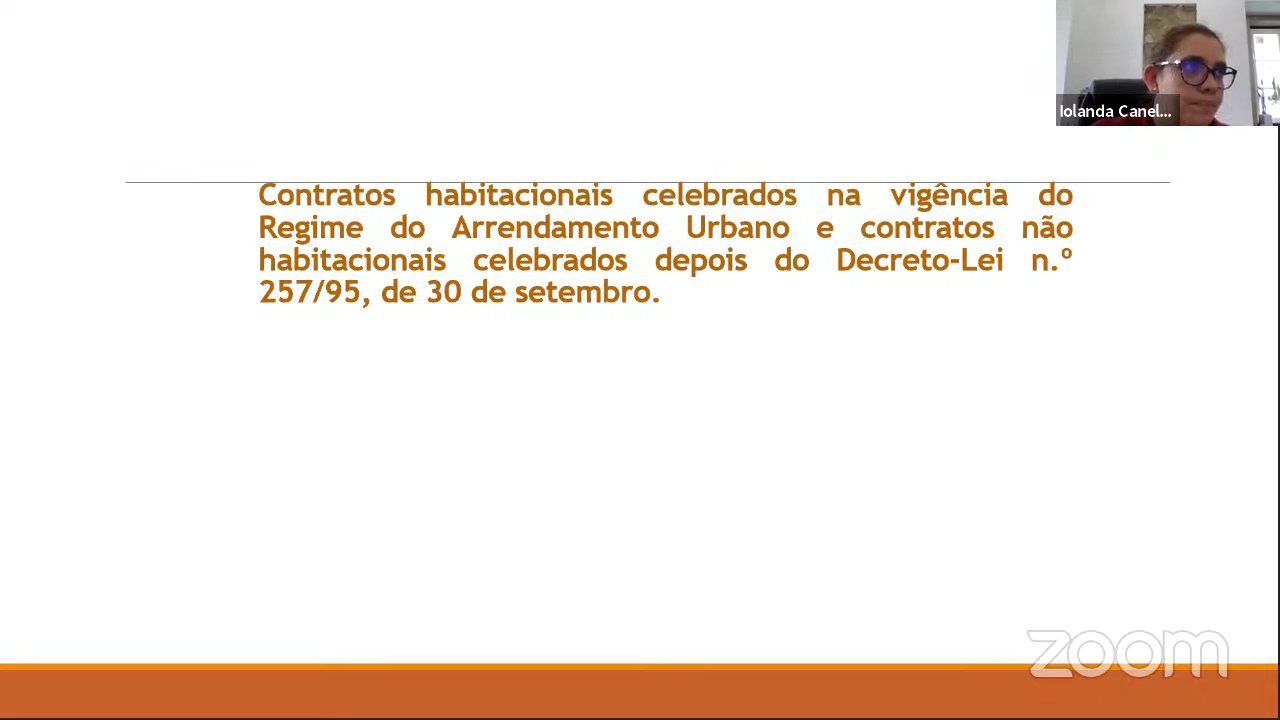 Iolanda Canel...
Contratos habitacionais celebrados na vigência do
Regime do Arrendamento Urbano e contratos não
habitacionais celebrados depois do Decreto-Lei n.º
257/95, de 30 de setembro.
zoom